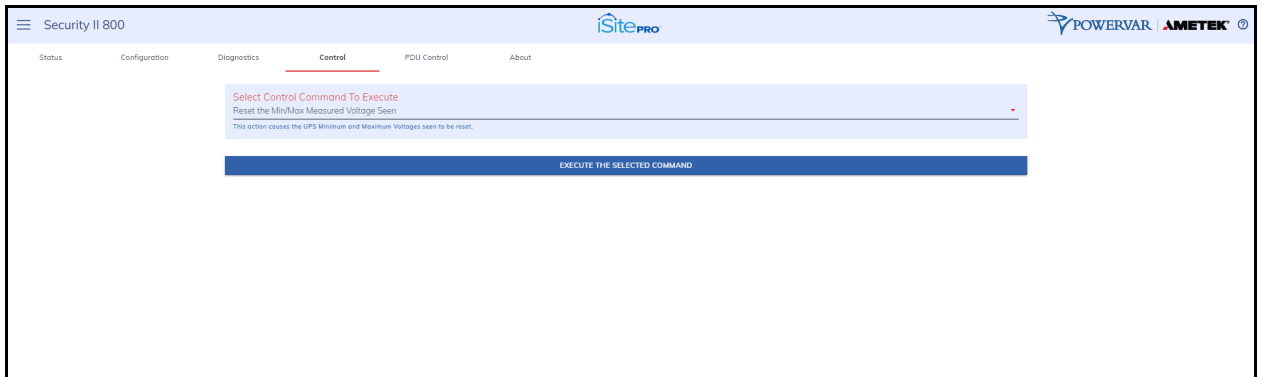 Security II 800
iSitePRO
POWERVAR
AMETEK®
Status
Configuration
Diagnostics
Control
PDU Control
About
Select Control Command To Execute
Reset the Min/Max Measured Voltage Seen
This action causes the UPS Minimum and Maximum Voltages seen to be reset.
EXECUTE THE SELECTED COMMAND